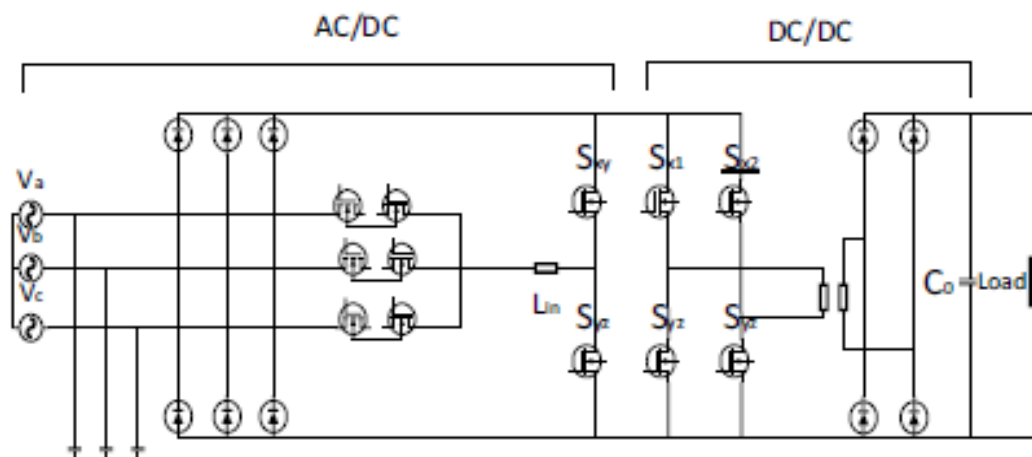 AC/DC
DC/DC
Va
Vb
Vc
Sxy
Sx1
Sx2
Lin
Syz
Syz
Syz
Co
Load